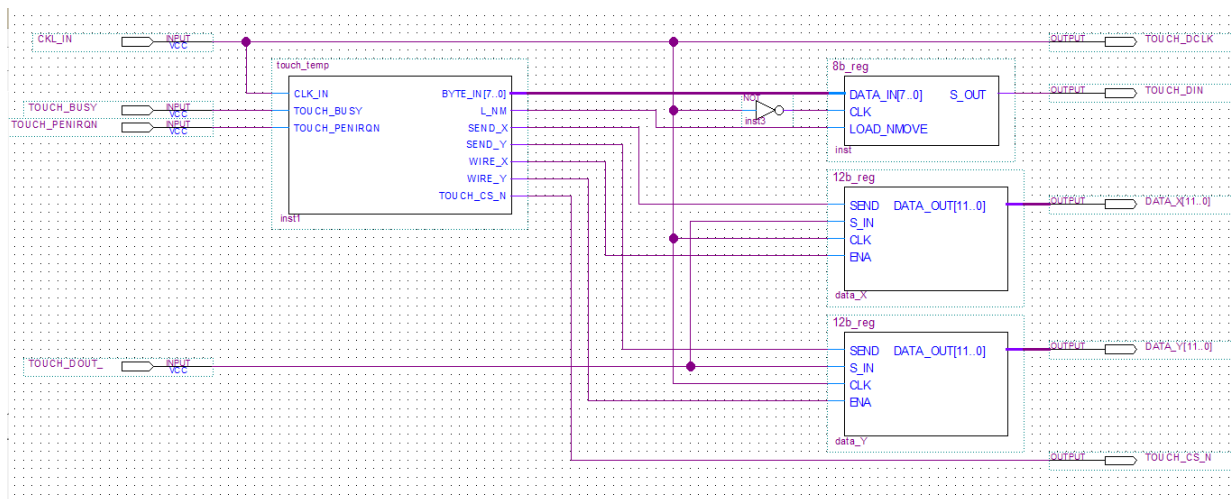 CKL_IN
INPUT
VCC
OUTPUT
TOUCH_DCLK
touch_temp
CLK_IN
TOUCH_BUSY
TOUCH_PENIRQN
BYTE_IN[7..0]
L_NM
SEND_X
SEND_Y
WIRE_X
WIRE_Y
TOUCH_CS_N
inst1
TOUCH_BUSY
INPUT
VCC
TOUCH_PENIRQN
INPUT
VCC
NOT
inst3
8b_reg
DATA_IN[7..0]
S_OUT
CLK
LOAD_NMOVE
inst
OUTPUT
TOUCH_DIN
12b_reg
SEND
DATA_OUT[11..0]
S_IN
CLK
ENA
data_X
OUTPUT
DATA_X[11..0]
12b_reg
SEND
DATA_OUT[11..0]
S_IN
CLK
ENA
data_Y
OUTPUT
DATA_Y[11..0]
TOUCH_DOUT_
INPUT
VCC
OUTPUT
TOUCH_CS_N